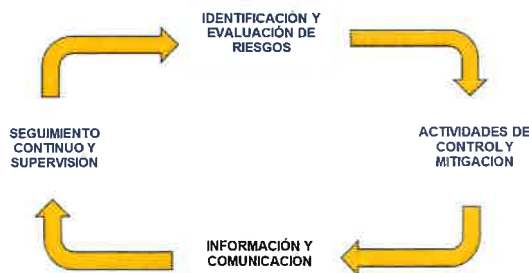 IDENTIFICACIÓN Y
EVALUACIÓN DE
RIESGOS
ACTIVIDADES DE
CONTROL Y
MITIGACION
INFORMACIÓN Y
COMUNICACION
SEGUIMIENTO
CONTINUO Y
SUPERVISION